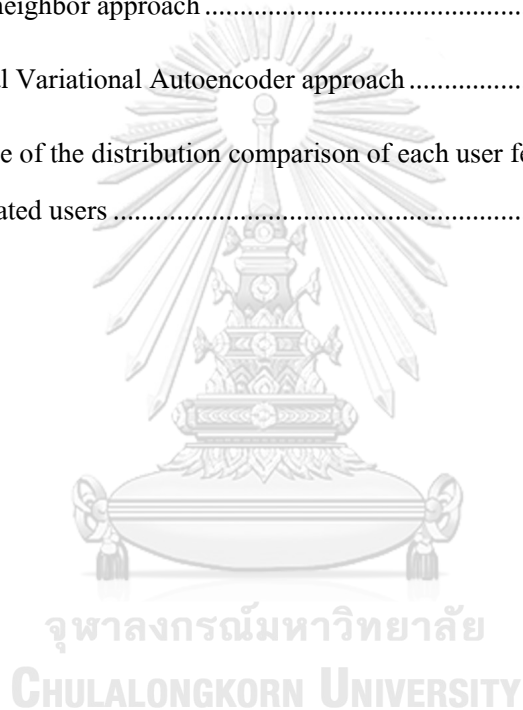 neighbor approach ...............................................
l Variational Autoencoder approach ................
e of the distribution comparison of each user fo
ated users ............................................................
จุฬาลงกรณ์มหาวิทยาลัย
CHULALONGKORN UNIVERSITY